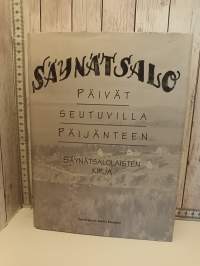 SÄYNÄTSALO
PÄIVÄT
SEUTUVILLA
PÄIJÄNTEEN
SÄYNÄTSALOLAISTEN
KIRJA